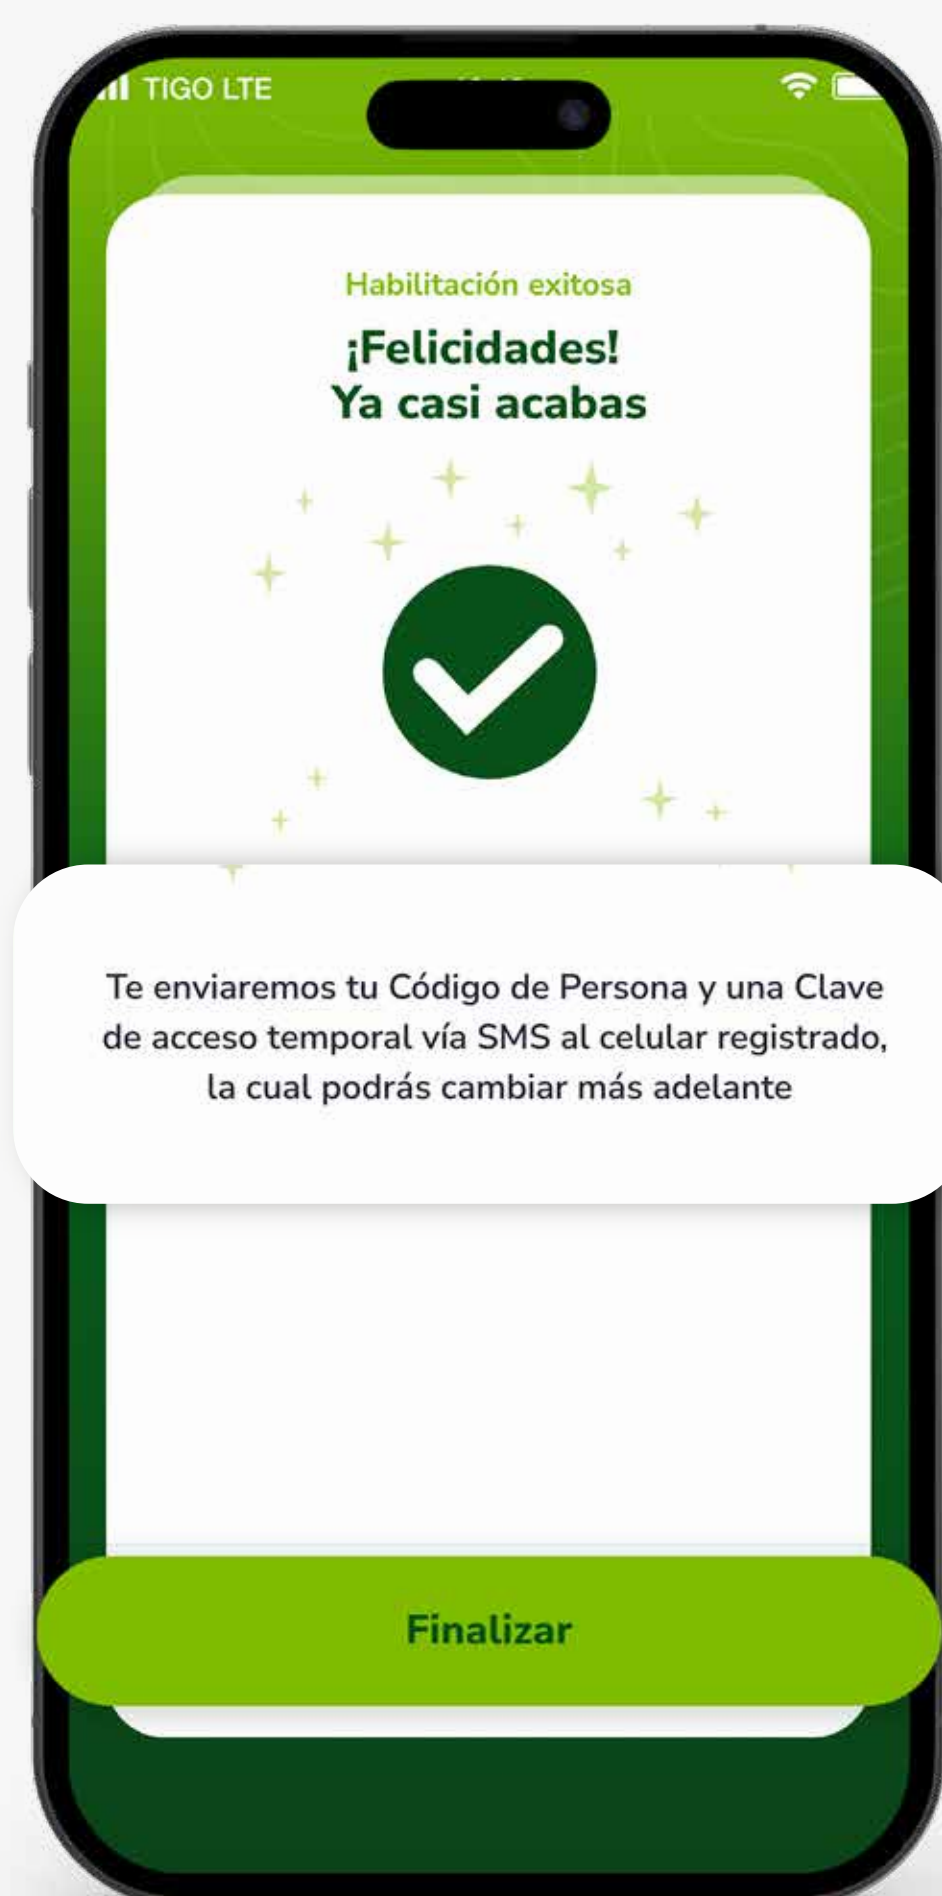 TIGO LTE
Habilitación exitosa
¡Felicidades!
Ya casi acabas
Te enviaremos tu Código de Persona y una Clave
de acceso temporal vía SMS al celular registrado,
la cual podrás cambiar más adelante
Finalizar